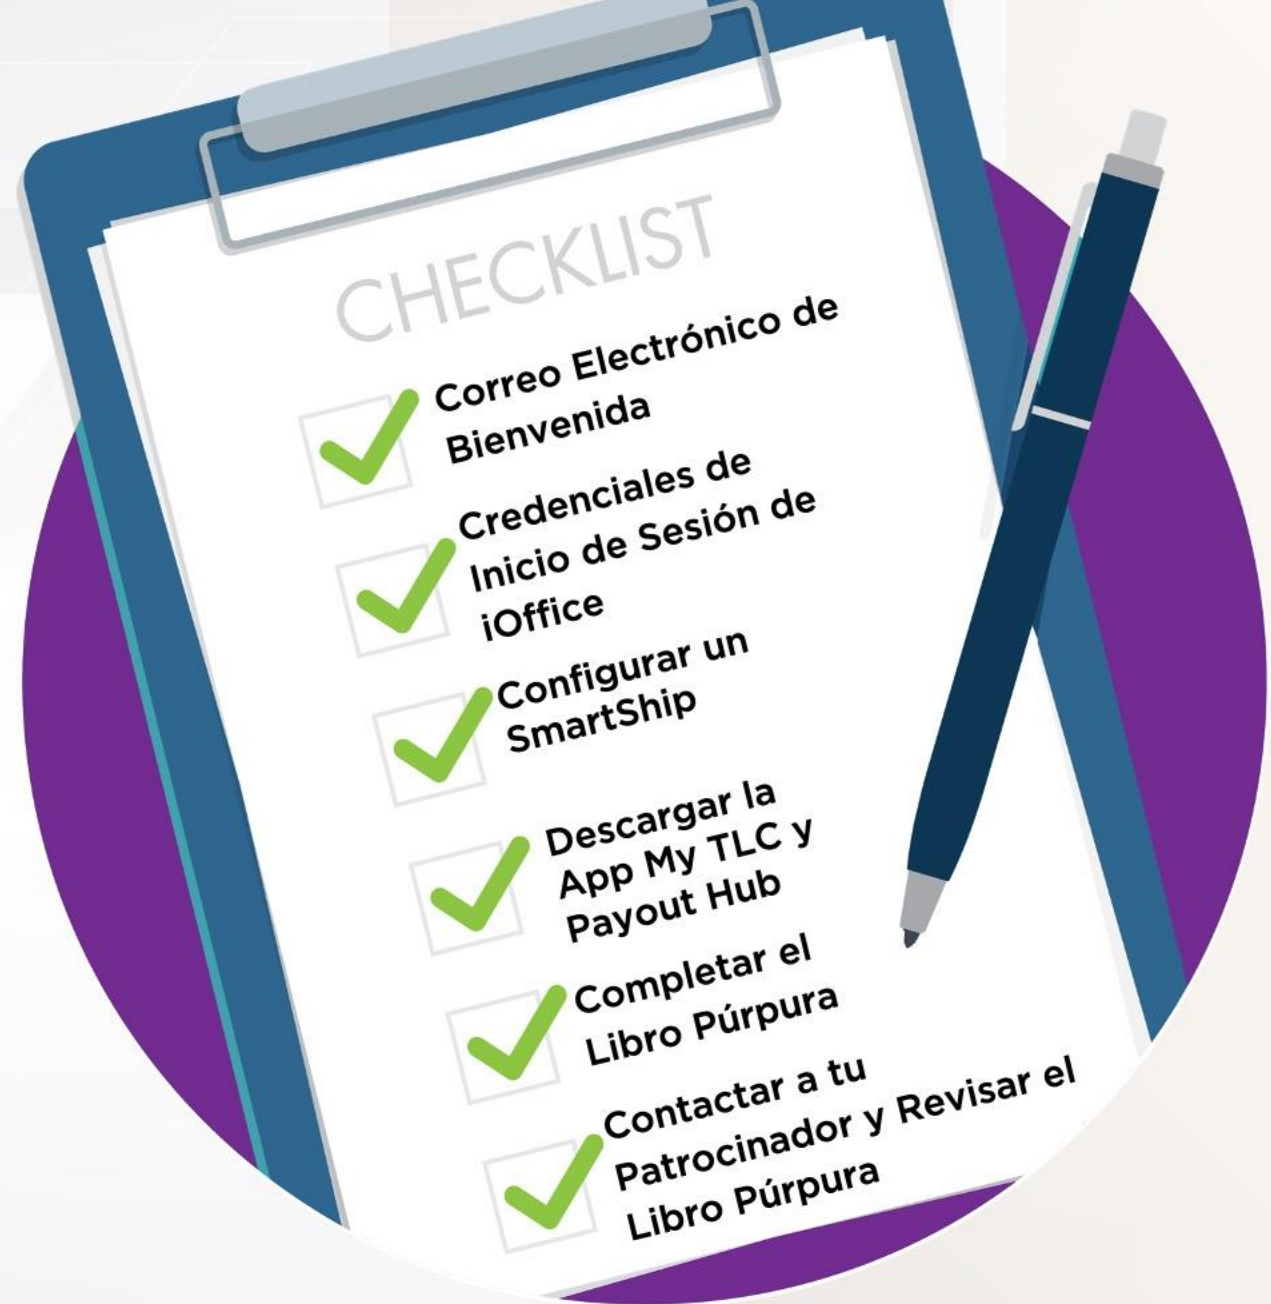 CHECKLIST
Correo Electrónico de
Bienvenida
Credenciales de
Inicio de Sesión de
iOffice
Configurar un
SmartShip
Descargar la
App My TLC y
Payout Hub
Completar el
Libro Púrpura
Contactar a tu
Patrocinador y Revisar el
Libro Púrpura